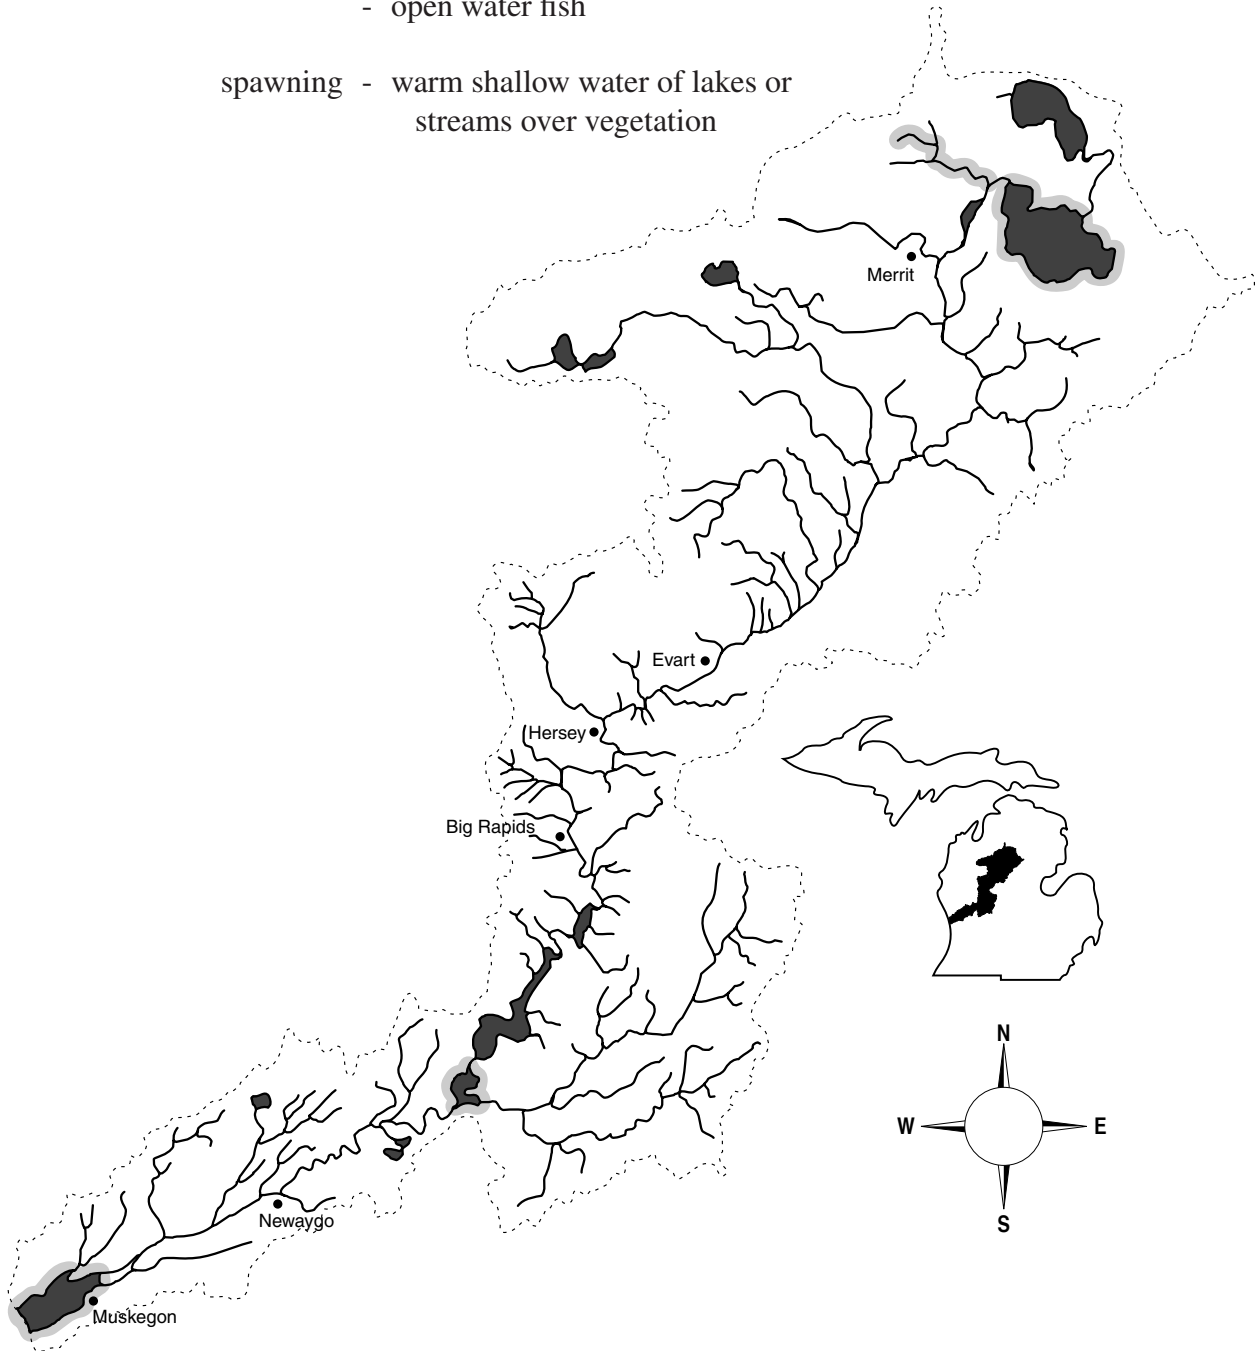 - open water fish
spawning - warm shallow water of lakes or
streams over vegetation
Merrit
Evart
Hersey
Big Rapids
N
W E
S
Newaygo
Muskegon